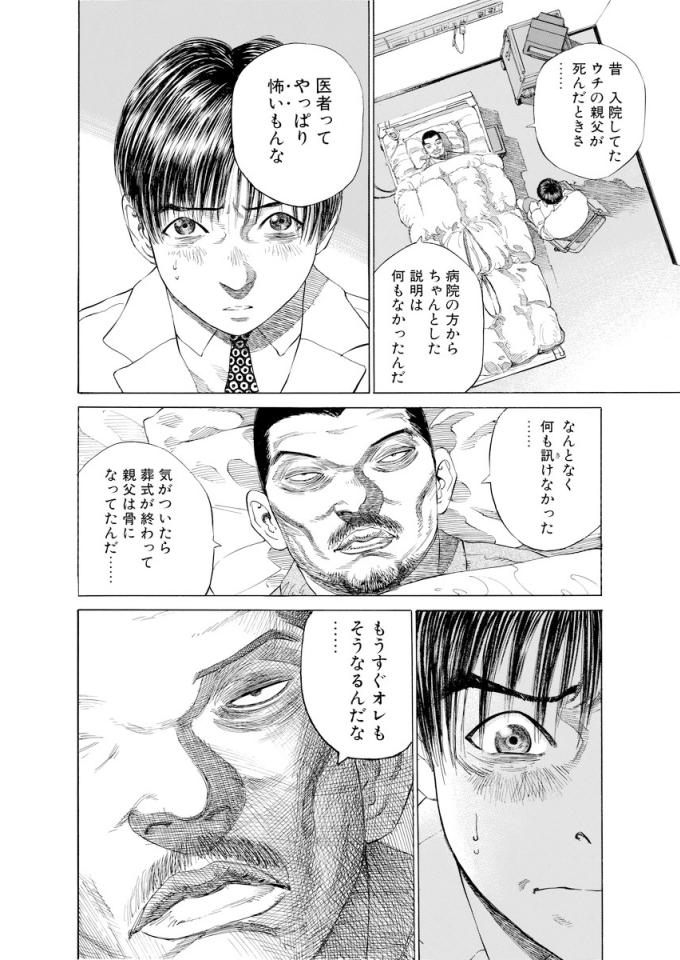 昔 入院してた
ウチの親父が
死んだときさ
……
病院の方から
ちゃんとした
説明は
何もなかったんだ
医者って
やっぱり
怖いもんな
なんとなく
何も訊けなかった
……
気がついたら
葬式が終わって
親父は骨に
なってたんだ……
もうすぐオレも
そうなるんだな
……